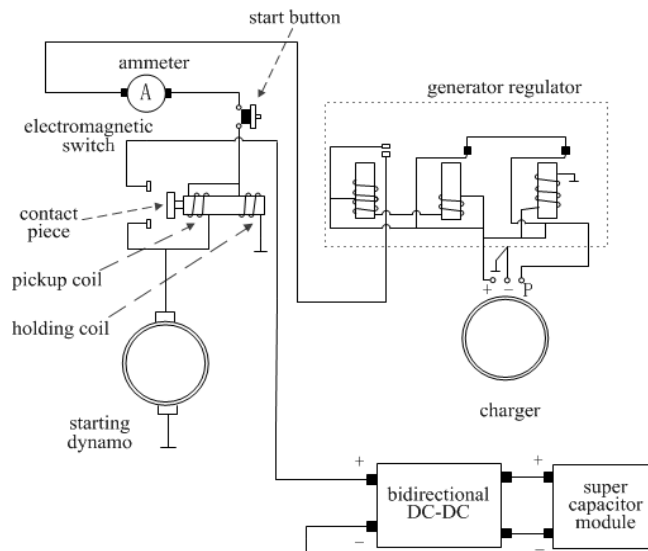 start button
ammeter
A
generator regulator
electromagnetic
switch
contact
piece
pickup coil
holding coil
+ − P
starting
dynamo
charger
+
−
bidirectional
DC-DC
+
−
super
capacitor
module